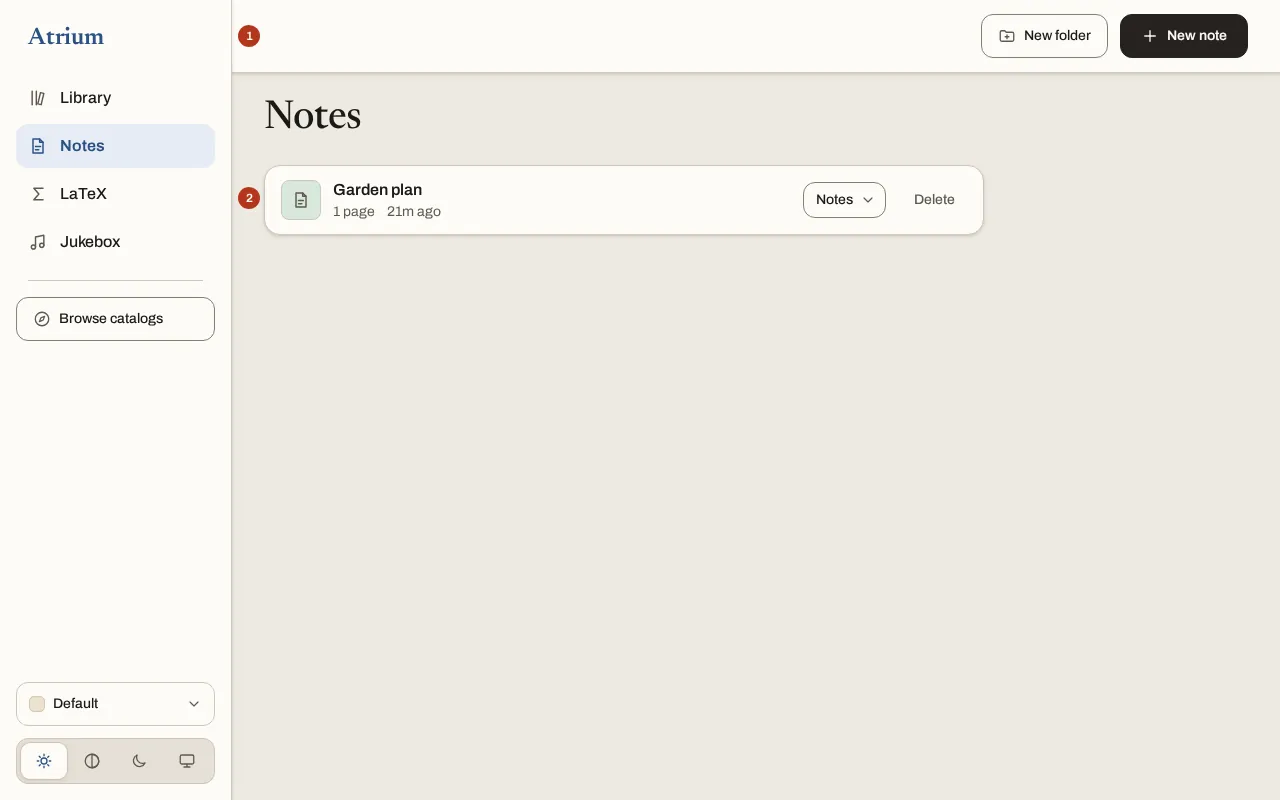 Atrium
1
New folder
New note
Library
Notes
LaTeX
Jukebox
Browse catalogs
Notes
2
Garden plan
1 page 21m ago
Notes
Delete
Default